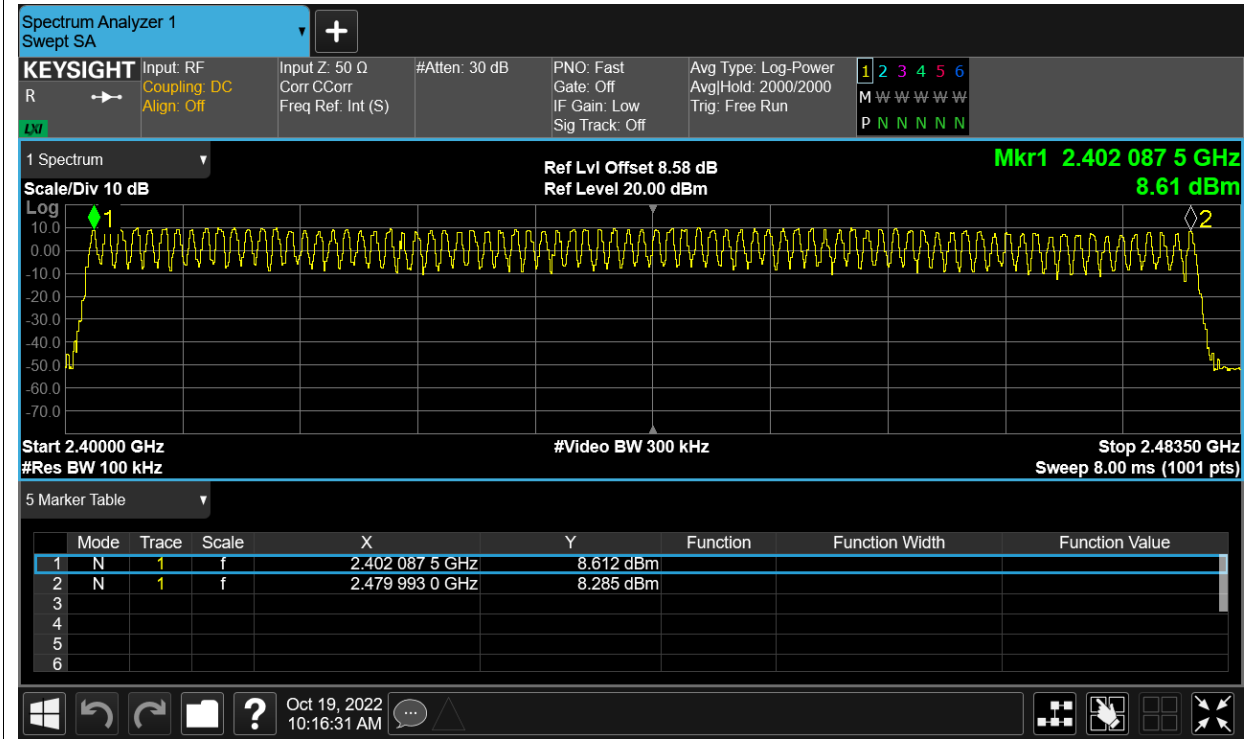 Spectrum Analyzer 1
Swept SA
KEYSIGHT
R
LXI
Input: RF
Coupling: DC
Align: Off
Input Z: 50 Ω
Corr CCorr
Freq Ref: Int (S)
#Atten: 30 dB
PNO: Fast
Gate: Off
IF Gain: Low
Sig Track: Off
Avg Type: Log-Power
Avg|Hold: 2000/2000
Trig: Free Run
1 2 3 4 5 6
M W W W W W
P N N N N N
1 Spectrum
Scale/Div 10 dB
Ref Lvl Offset 8.58 dB
Ref Level 20.00 dBm
Mkr1 2.402 087 5 GHz
8.61 dBm
Log
10.0
0.00
-10.0
-20.0
-30.0
-40.0
-50.0
-60.0
-70.0
1
2
Start 2.40000 GHz
#Res BW 100 kHz
#Video BW 300 kHz
Stop 2.48350 GHz
Sweep 8.00 ms (1001 pts)
5 Marker Table
Mode Trace Scale X Y Function Function Width Function Value
1 N 1 f 2.402 087 5 GHz 8.612 dBm
2 N 1 f 2.479 993 0 GHz 8.285 dBm
3
4
5
6
?
Oct 19, 2022
10:16:31 AM